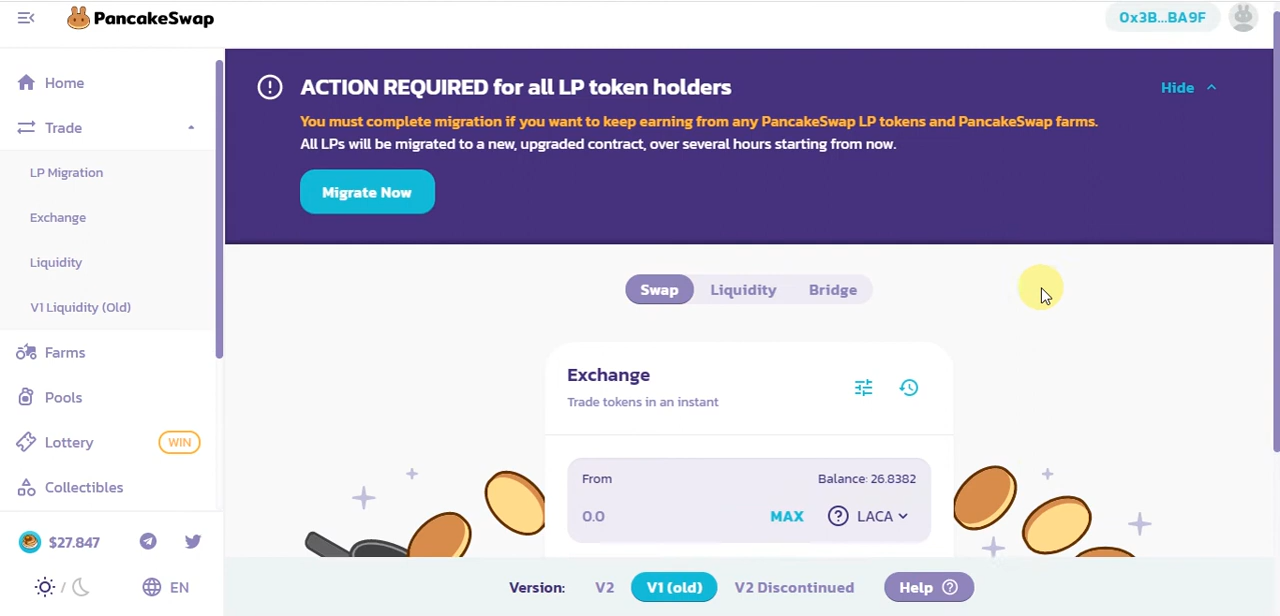 PancakeSwap
0x3B...BA9F
Home
Trade
LP Migration
Exchange
Liquidity
V1 Liquidity (Old)
Farms
Pools
Lottery
WIN
Collectibles
$27.847
/
EN
ACTION REQUIRED for all LP token holders
Hide
You must complete migration if you want to keep earning from any PancakeSwap LP tokens and PancakeSwap farms.
All LPs will be migrated to a new, upgraded contract, over several hours starting from now.
Migrate Now
Swap Liquidity Bridge
Exchange
Trade tokens in an instant
From Balance: 26.8382
0.0 MAX ? LACA
Version: V2 V1 (old) V2 Discontinued Help ?